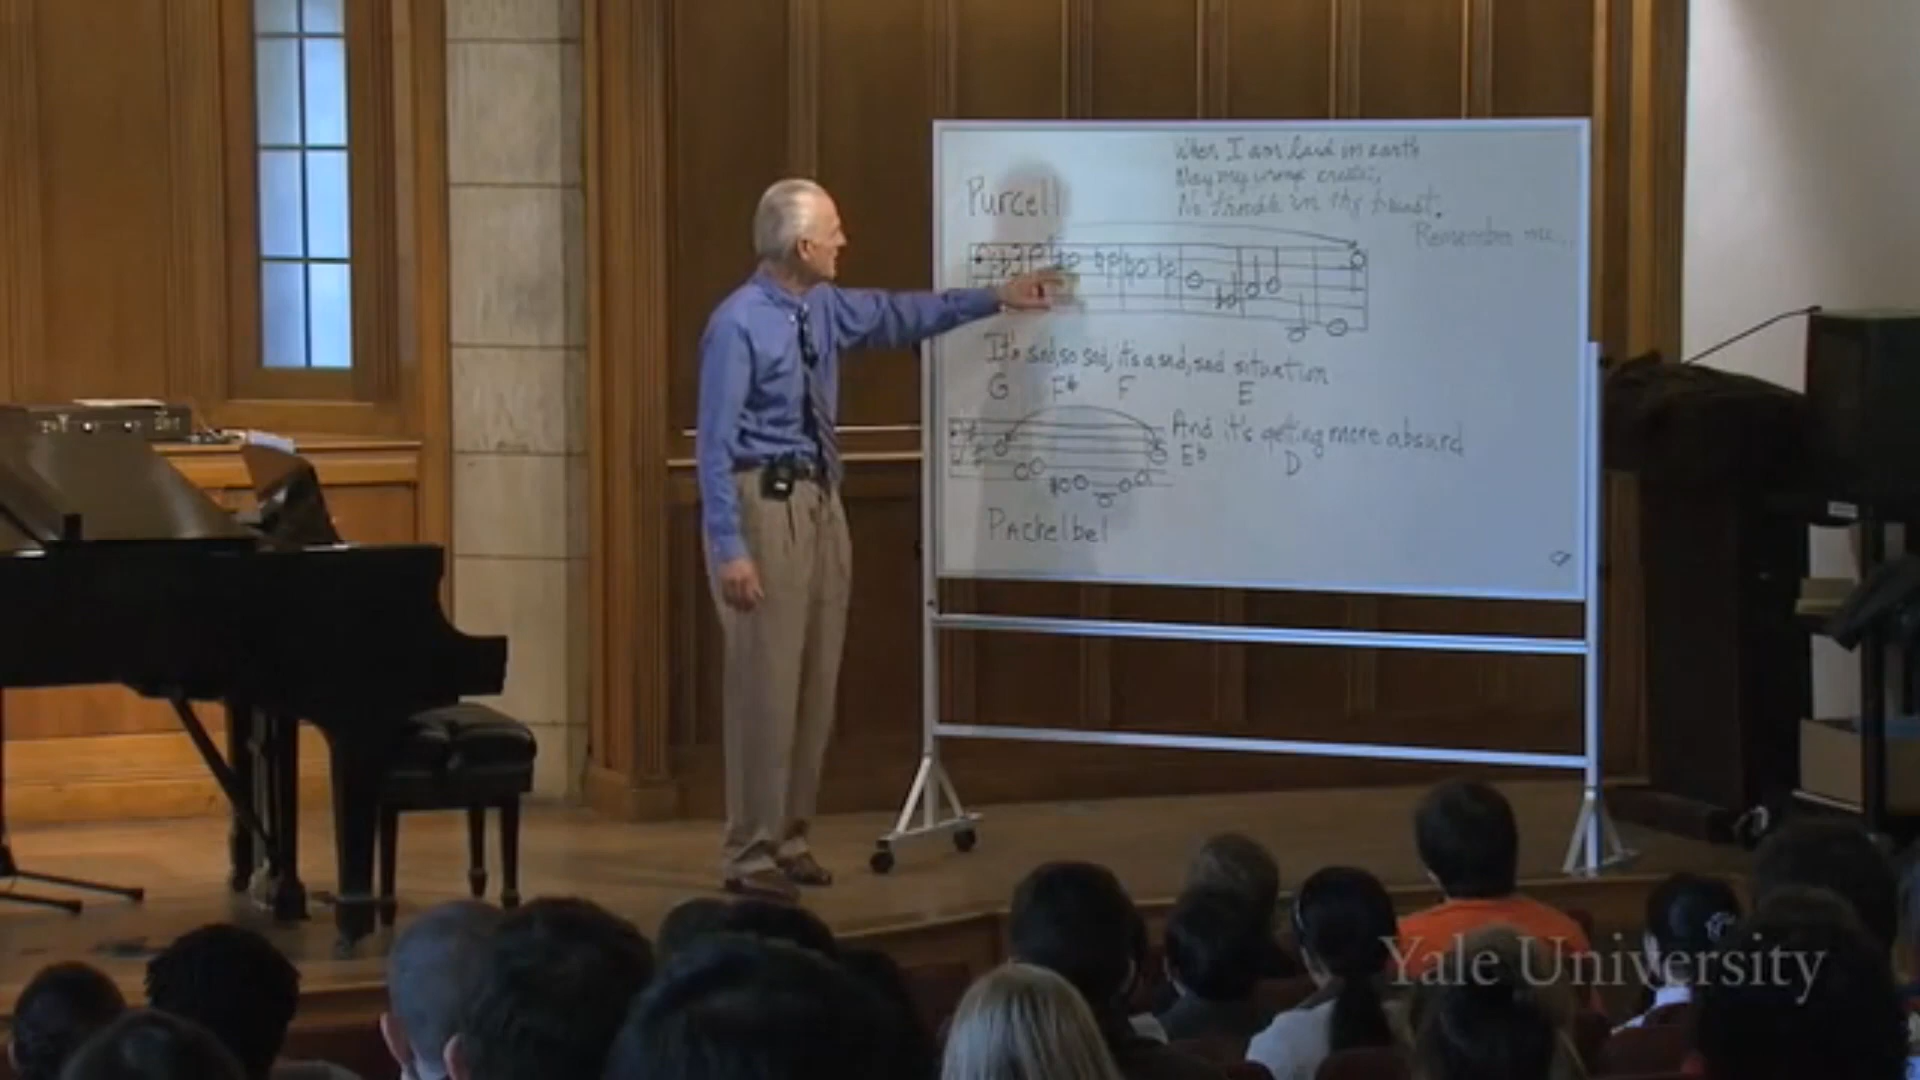 When I am laid in earth
May my wrongs create,
No trouble in thy breast.
Remember me...
Purcell
It's sad, so sad, it's a sad, sad situation
G F# F E
And it's getting more absurd
Eb D
Pachelbel
Yale University